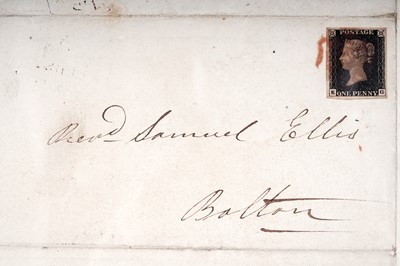 POSTAGE
ONE PENNY
Revd Samuel Ellis
Bolton